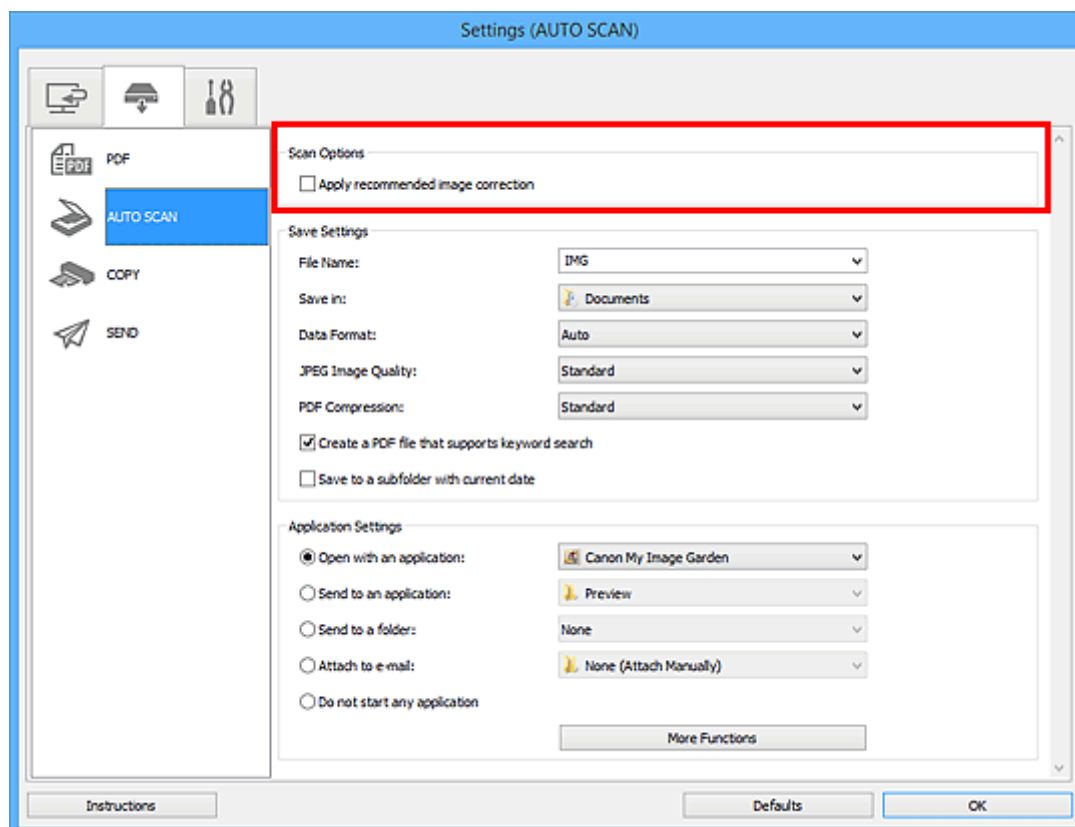 Settings (AUTO SCAN)
PDF
PDF
AUTO SCAN
COPY
SEND
Scan Options
Apply recommended image correction
Save Settings
File Name: IMG
Save in: Documents
Data Format: Auto
JPEG Image Quality: Standard
PDF Compression: Standard
Create a PDF file that supports keyword search
Save to a subfolder with current date
Application Settings
Open with an application: Canon My Image Garden
Send to an application: Preview
Send to a folder: None
Attach to e-mail: None (Attach Manually)
Do not start any application
More Functions
Instructions Defaults OK